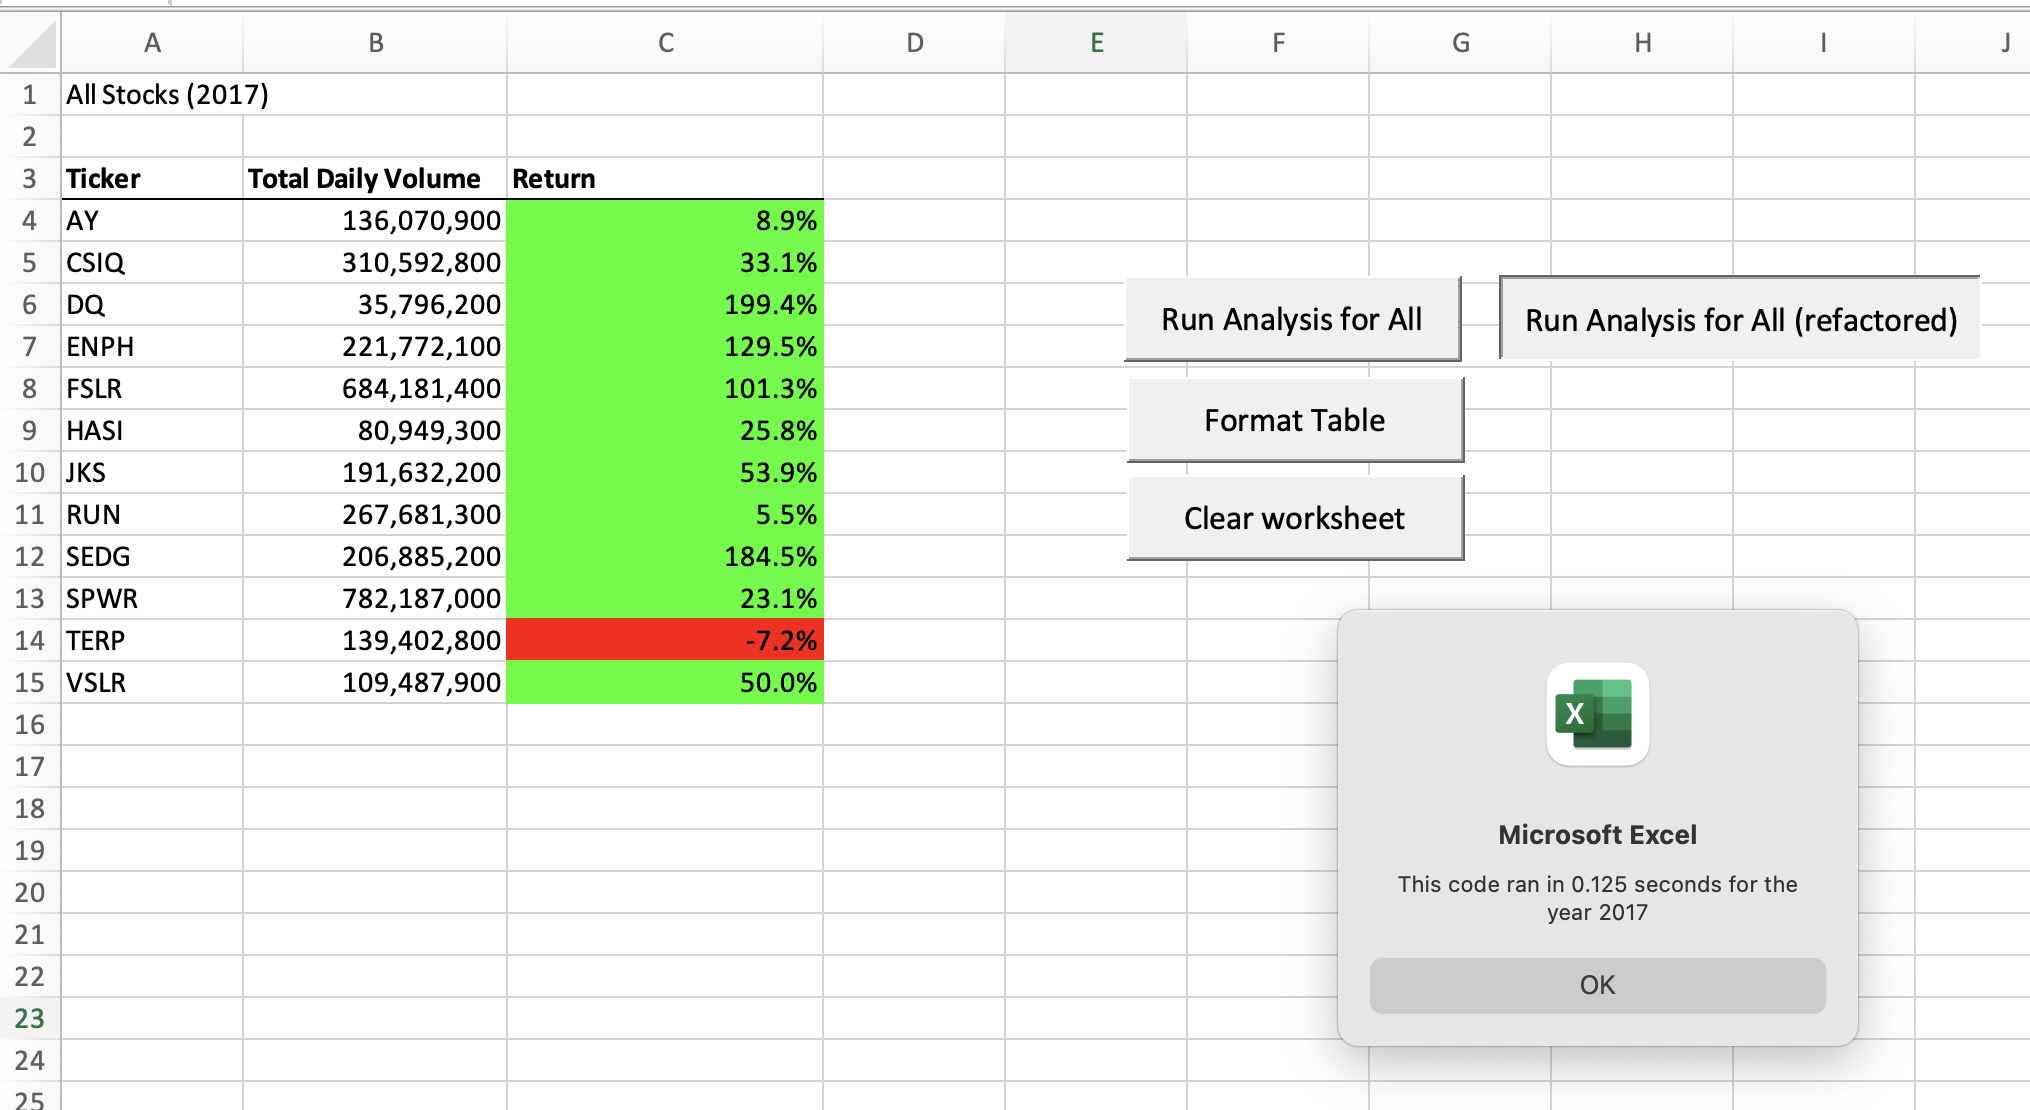 A B C D E F G H I J
1 All Stocks (2017)
2
3 Ticker Total Daily Volume Return
4 AY 136,070,900 8.9%
5 CSIQ 310,592,800 33.1%
6 DQ 35,796,200 199.4%
7 ENPH 221,772,100 129.5%
8 FSLR 684,181,400 101.3%
9 HASI 80,949,300 25.8%
10 JKS 191,632,200 53.9%
11 RUN 267,681,300 5.5%
12 SEDG 206,885,200 184.5%
13 SPWR 782,187,000 23.1%
14 TERP 139,402,800 -7.2%
15 VSLR 109,487,900 50.0%
16
17
18
19
20
21
22
23
24
25
Run Analysis for All
Run Analysis for All (refactored)
Format Table
Clear worksheet
X
Microsoft Excel
This code ran in 0.125 seconds for the
year 2017
OK